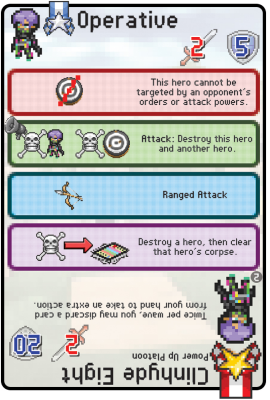 Operative
2 5
This hero cannot be
targeted by an opponent's
orders or attack powers.
Attack: Destroy this hero
and another hero.
Ranged Attack
Destroy a hero, then clear
that hero's corpse.
2
Clinhyde Eight
Power Up Platoon
2 20
Twice per wave, you may discard a card
from your hand to take an extra action.